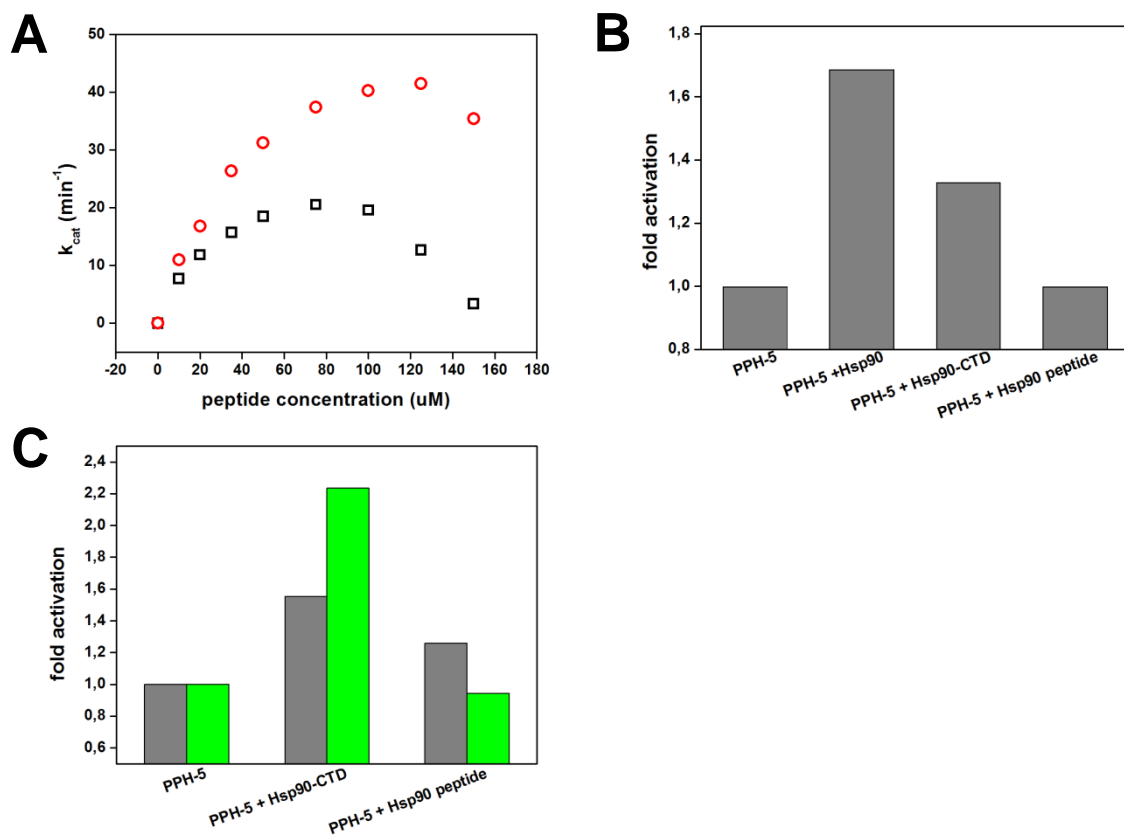 A
50
40
30
20
10
0
k_cat (min^-1)
-20 0 20 40 60 80 100 120 140 160 180
peptide concentration (uM)
B
1,8
1,6
1,4
1,2
1,0
0,8
fold activation
PPH-5
PPH-5 +Hsp90
PPH-5 + Hsp90-CTD
PPH-5 + Hsp90 peptide
C
2,4
2,2
2,0
1,8
1,6
1,4
1,2
1,0
0,8
0,6
fold activation
PPH-5
PPH-5 + Hsp90-CTD
PPH-5 + Hsp90 peptide